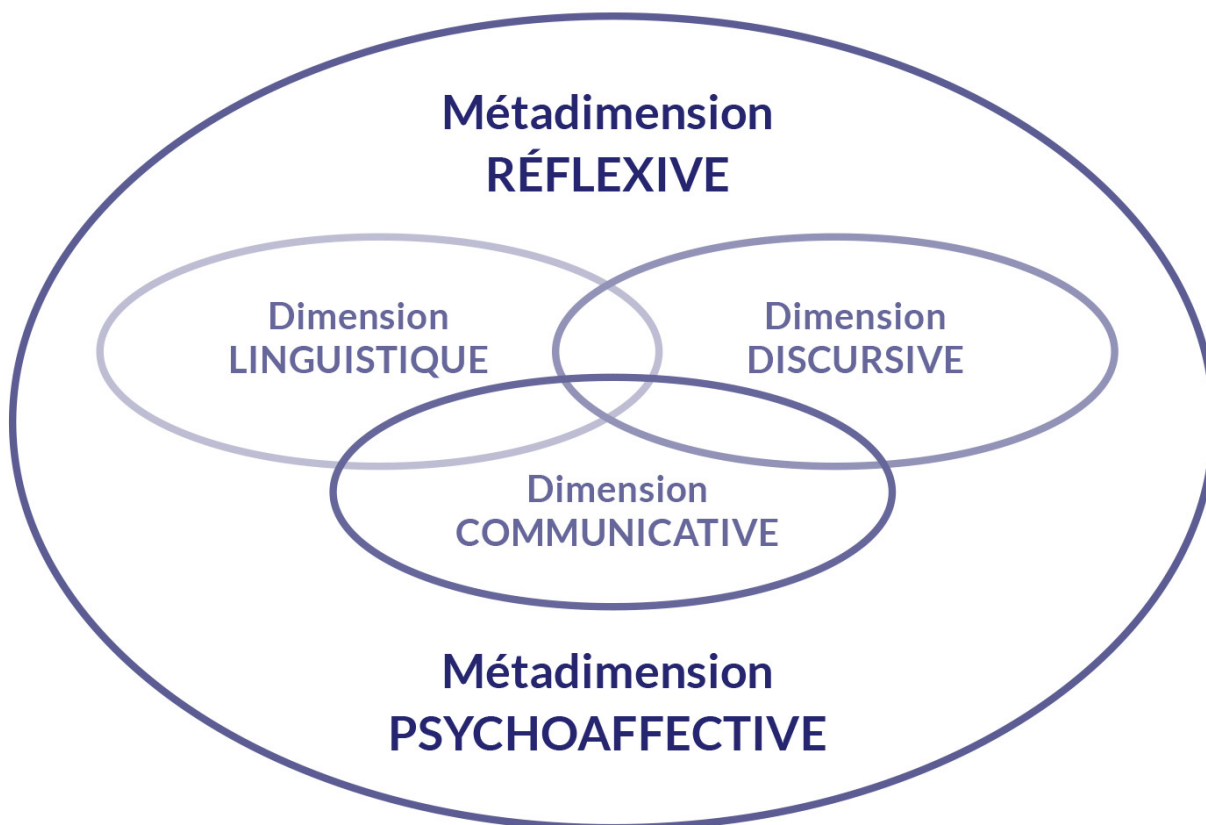 Métadimension
RÉFLEXIVE
Dimension
LINGUISTIQUE
Dimension
DISCURSIVE
Dimension
COMMUNICATIVE
Métadimension
PSYCHOAFFECTIVE